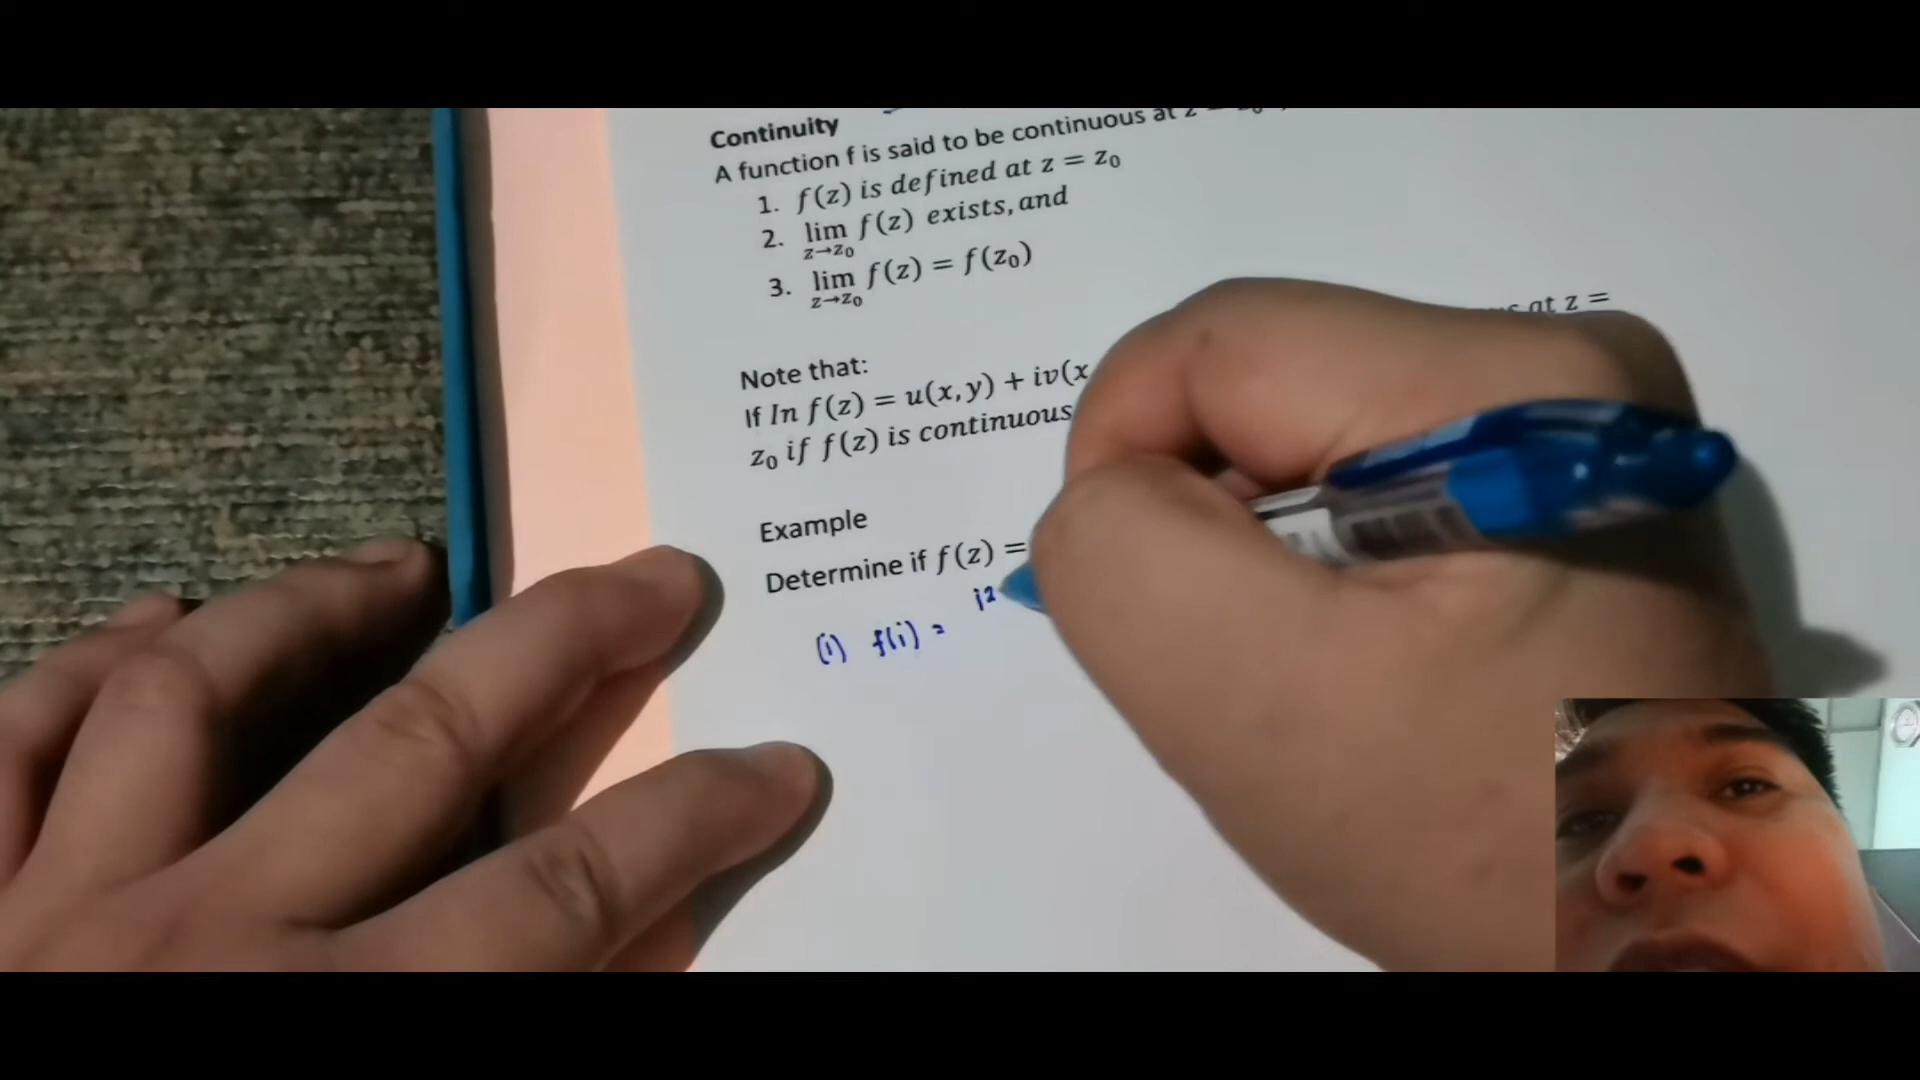 Continuity
A function f is said to be continuous at z
1. f(z) is defined at z = z₀
2. lim f(z) exists, and
z→z₀
3. lim f(z) = f(z₀)
z→z₀
at z =
Note that:
If In f(z) = u(x, y) + iv(x,
z₀ if f(z) is continuous
Example
Determine if f(z) =
i²
(i) f(i) =